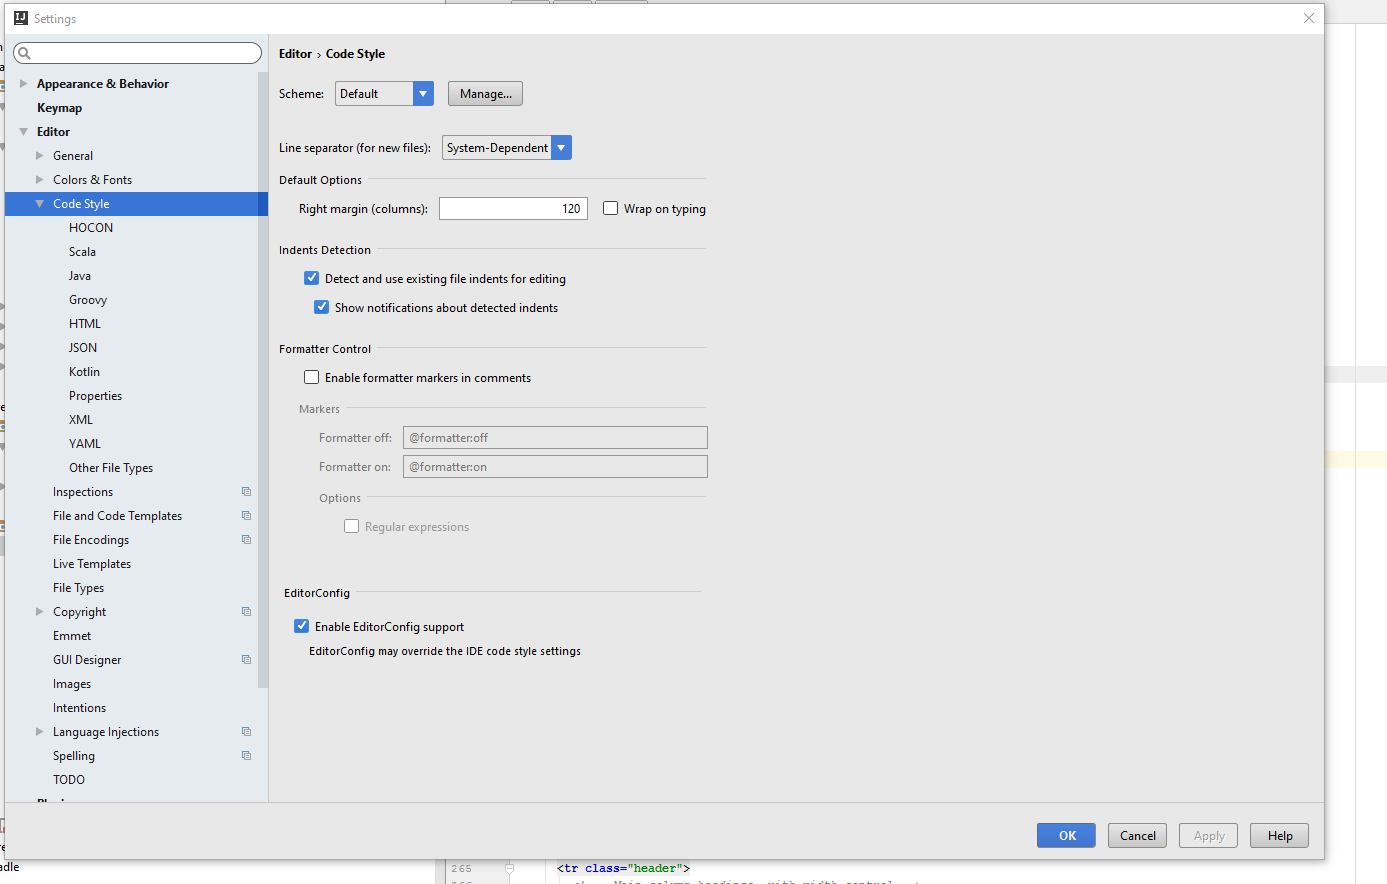 Settings
Editor › Code Style
Appearance & Behavior
Keymap
Editor
General
Colors & Fonts
Code Style
HOCON
Scala
Java
Groovy
HTML
JSON
Kotlin
Properties
XML
YAML
Other File Types
Inspections
File and Code Templates
File Encodings
Live Templates
File Types
Copyright
Emmet
GUI Designer
Images
Intentions
Language Injections
Spelling
TODO
Scheme: Default Manage...
Line separator (for new files): System-Dependent
Default Options
Right margin (columns): 120 Wrap on typing
Indents Detection
Detect and use existing file indents for editing
Show notifications about detected indents
Formatter Control
Enable formatter markers in comments
Markers
Formatter off: @formatter:off
Formatter on: @formatter:on
Options
Regular expressions
EditorConfig
Enable EditorConfig support
EditorConfig may override the IDE code style settings
OK Cancel Apply Help
265 <tr class="header">